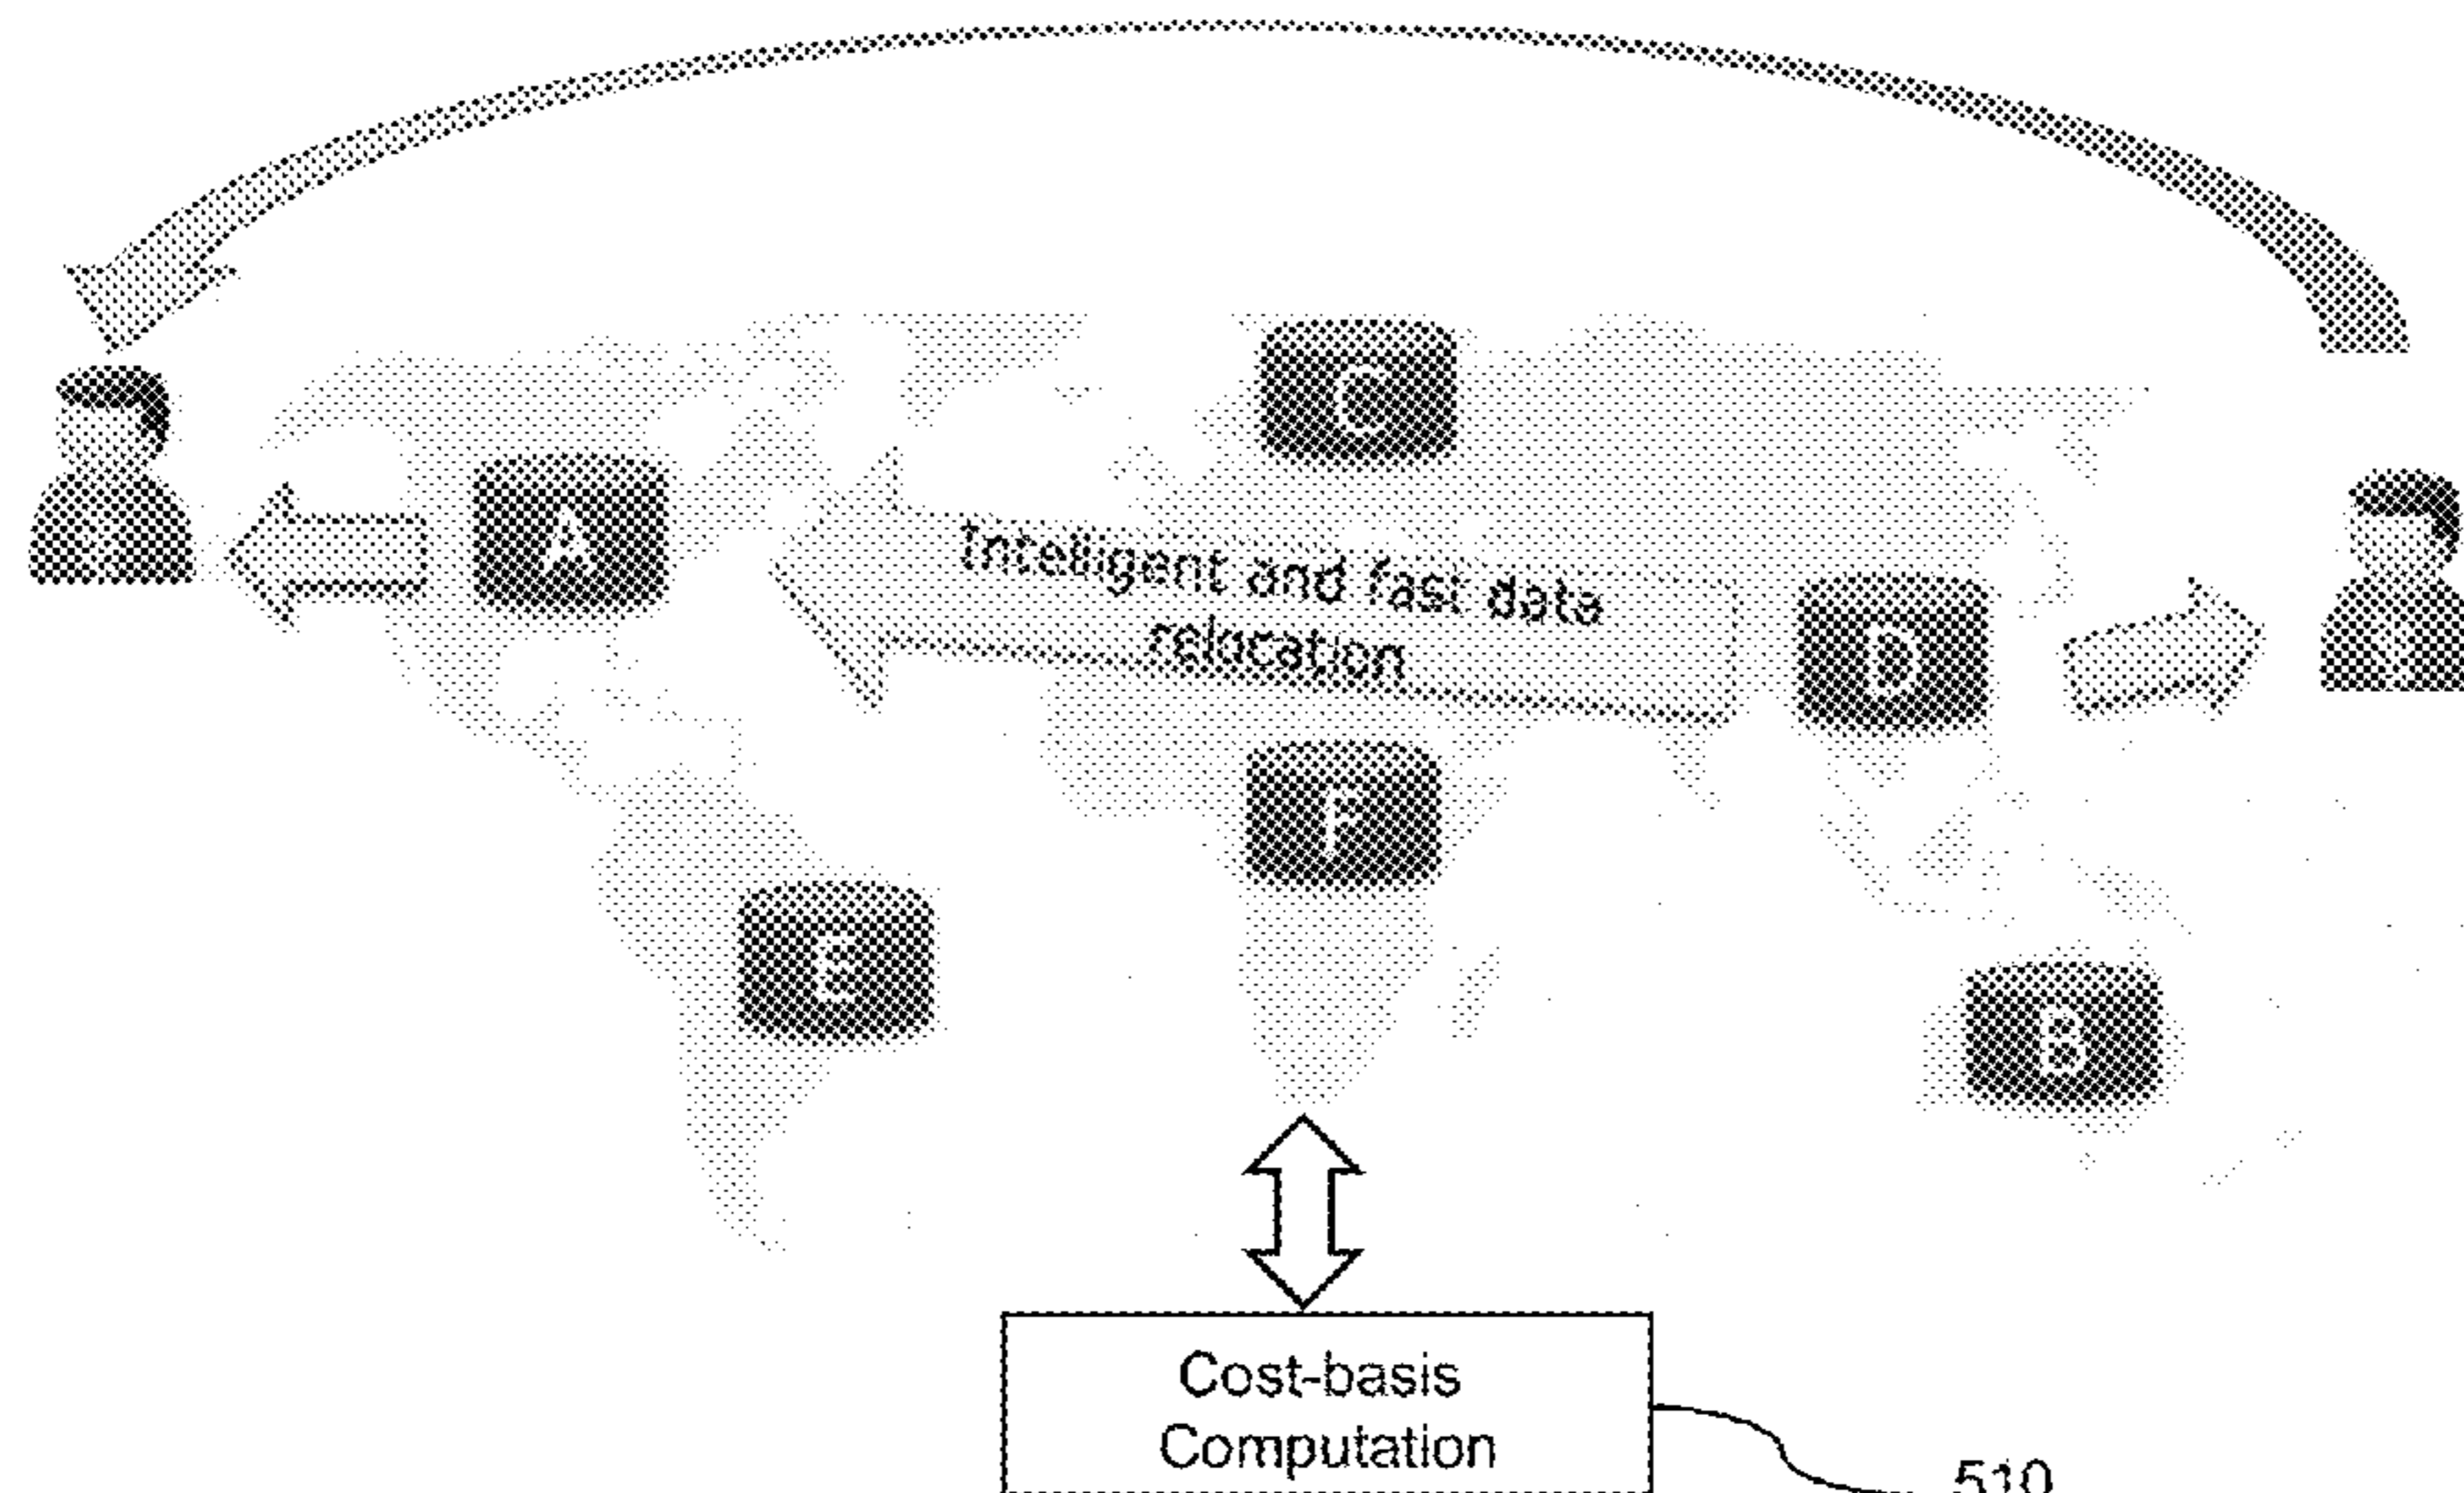 C
A
Intelligent and fast data
relocation
D
F
E
B
Cost-basis
Computation
510